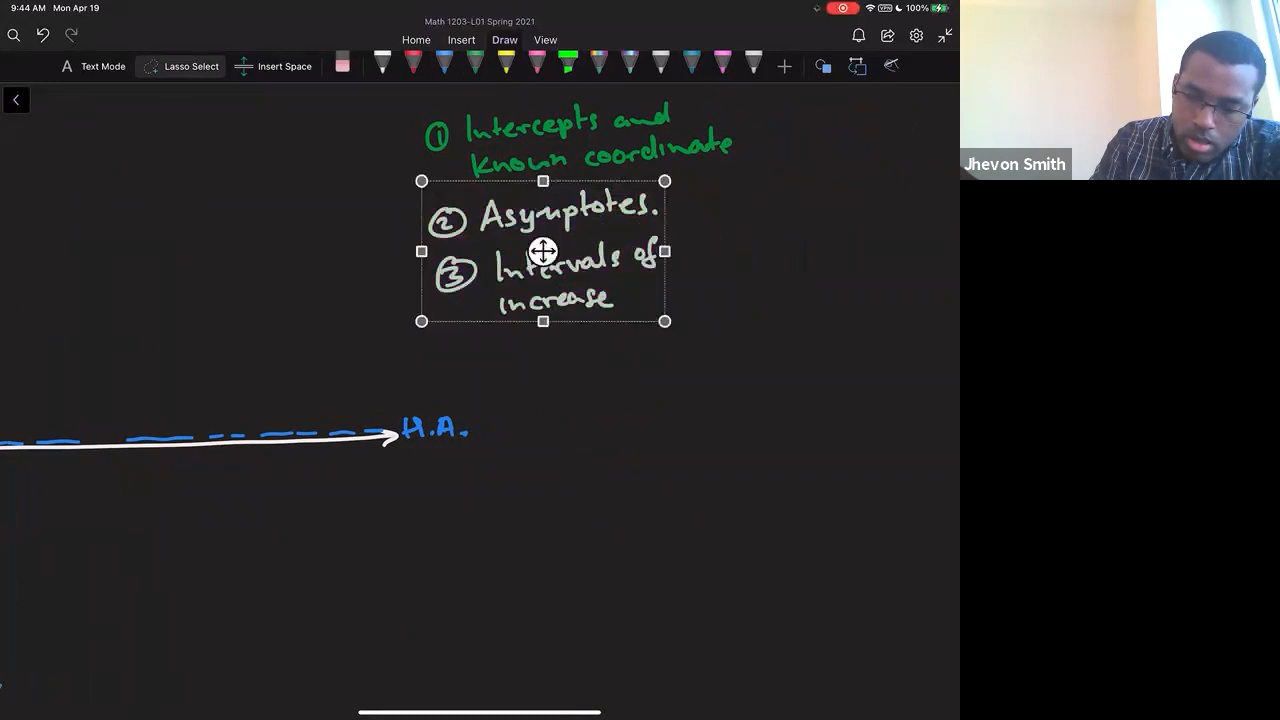 9:44 AM Mon Apr 19
VPN 100%
Math 1203-L01 Spring 2021
Home Insert Draw View
A Text Mode Lasso Select Insert Space
① Intercepts and
known coordinate
② Asymptotes.
③ Intervals of
increase
H.A.
Jhevon Smith